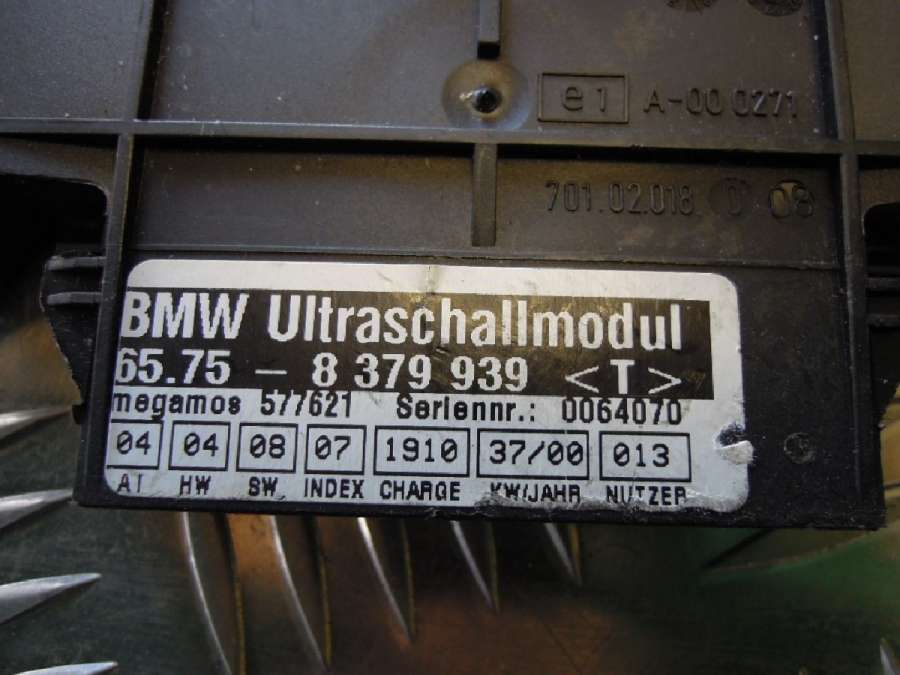 e1 A-00 0271
701.02.018
BMW Ultraschallmodul
65.75 - 8 379 939 <T>
megamos 577621 Seriennr.: 0064070
04 04 08 07 1910 37/00 013
AI HW SW INDEX CHARGE KW/JAHR NUTZER